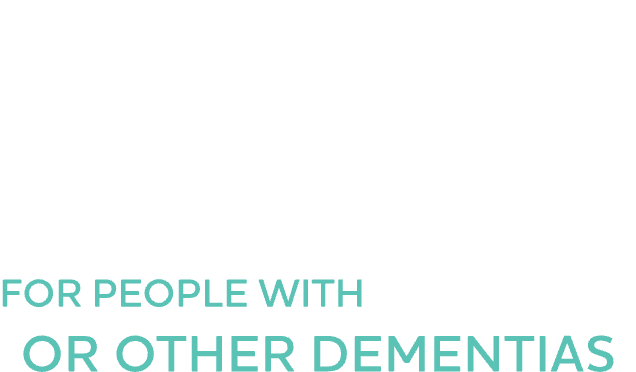 FOR PEOPLE WITH
OR OTHER DEMENTIAS